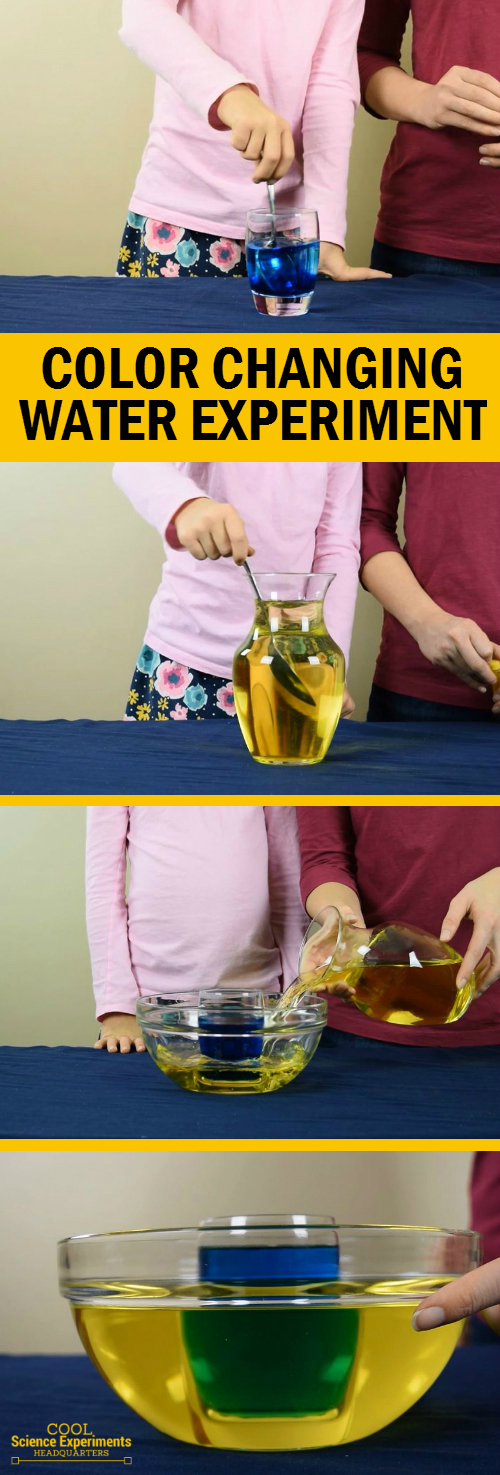 COLOR CHANGING
WATER EXPERIMENT
COOL
Science Experiments
HEADQUARTERS